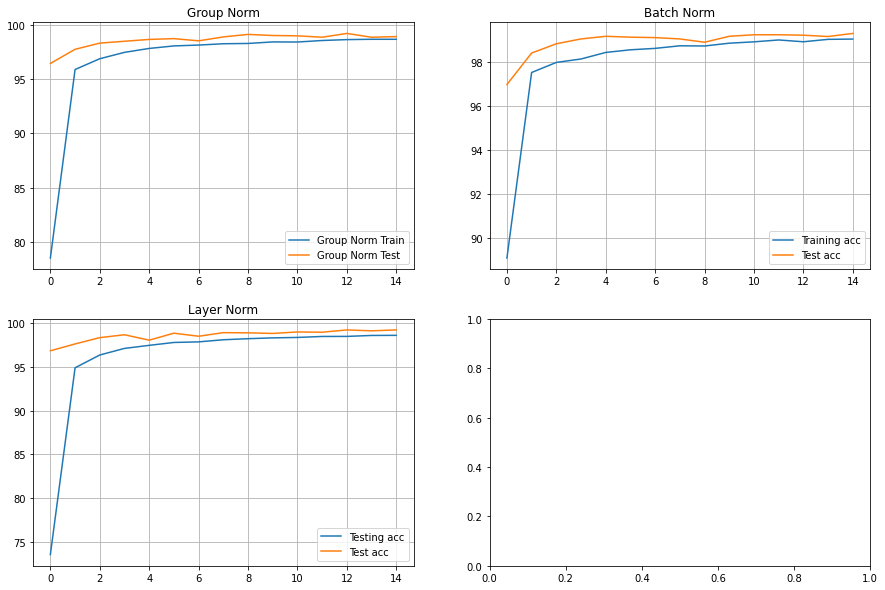 Group Norm
100
95
90
85
80
Group Norm Train
Group Norm Test
0 2 4 6 8 10 12 14
Batch Norm
98
96
94
92
90
Training acc
Test acc
0 2 4 6 8 10 12 14
Layer Norm
100
95
90
85
80
75
Testing acc
Test acc
0 2 4 6 8 10 12 14
1.0
0.8
0.6
0.4
0.2
0.0
0.0 0.2 0.4 0.6 0.8 1.0